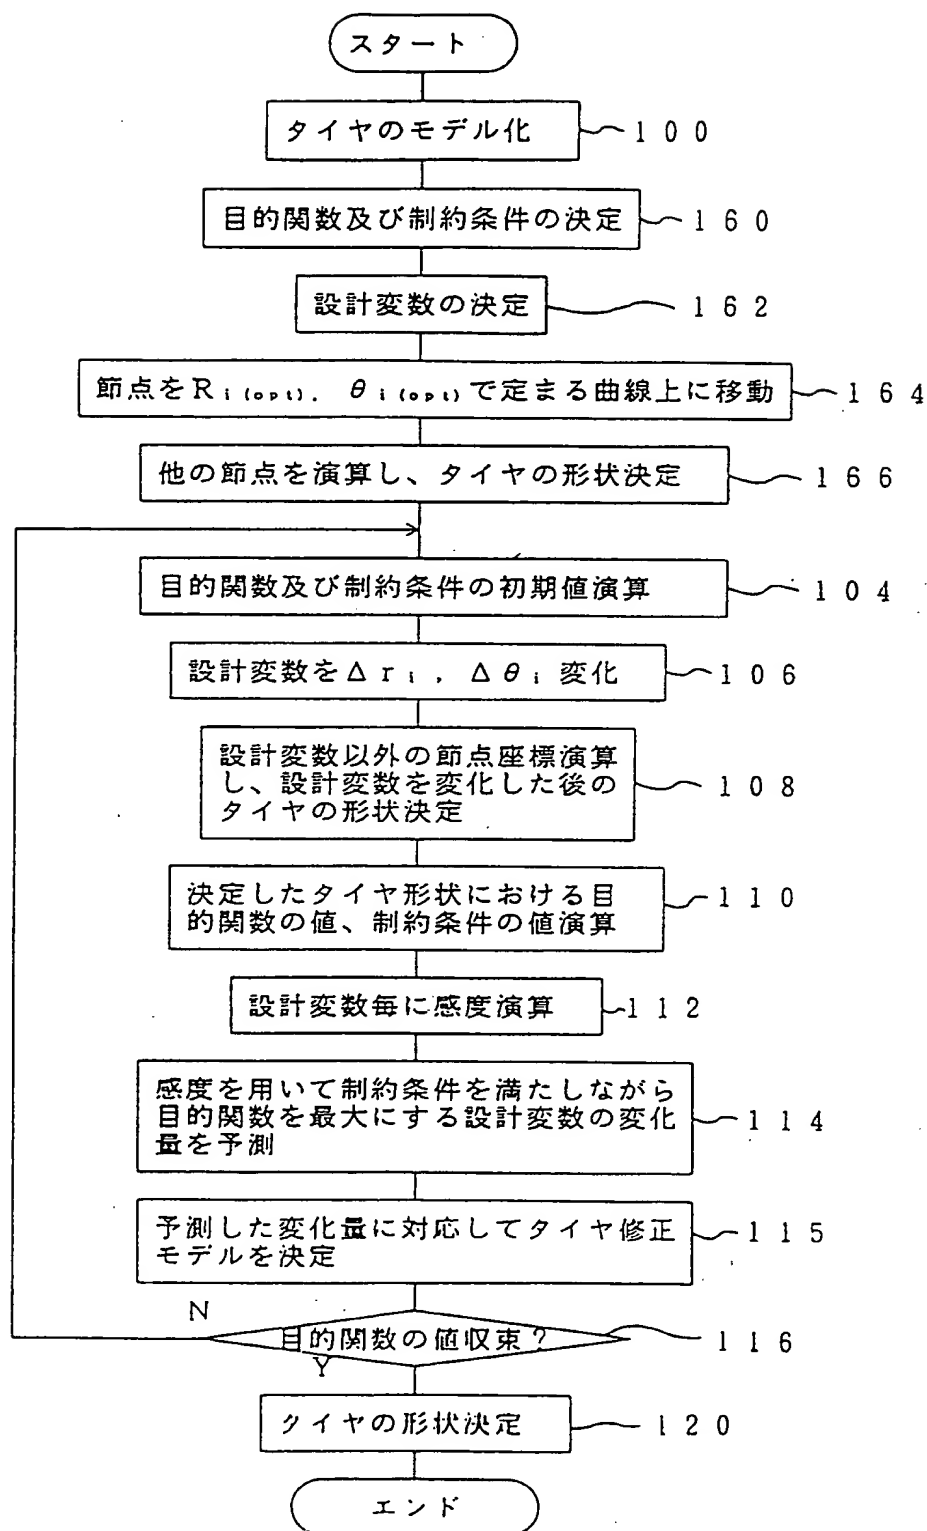 スタート
タイヤのモデル化
100
目的関数及び制約条件の決定
160
設計変数の決定
162
節点をRi(opt), θi(opt)で定まる曲線上に移動
164
他の節点を演算し、タイヤの形状決定
166
目的関数及び制約条件の初期値演算
104
設計変数をΔri, Δθi変化
106
設計変数以外の節点座標演算
し、設計変数を変化した後の
タイヤの形状決定
108
決定したタイヤ形状における目
的関数の値、制約条件の値演算
110
設計変数毎に感度演算
112
感度を用いて制約条件を満たしながら
目的関数を最大にする設計変数の変化
量を予測
114
予測した変化量に対応してタイヤ修正
モデルを決定
115
N
目的関数の値収束?
116
Y
タイヤの形状決定
120
エンド